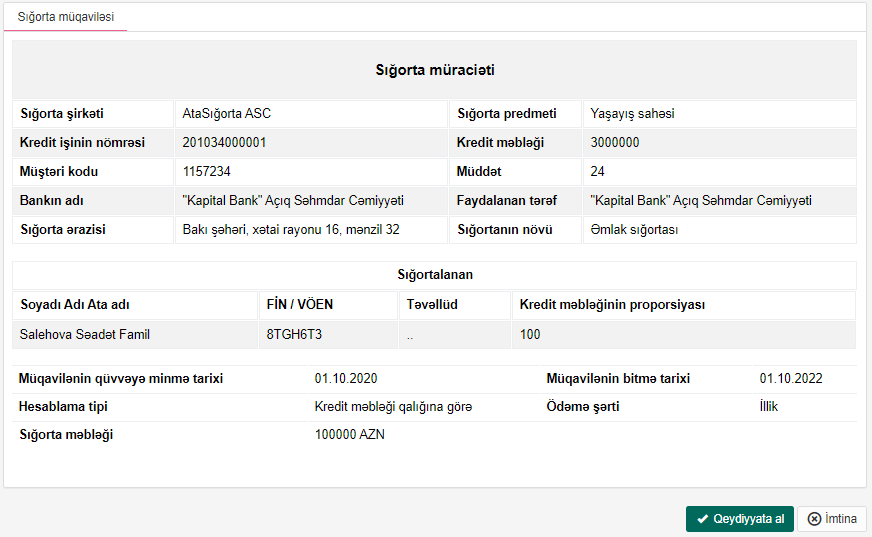 Sığorta müqaviləsi
Sığorta müraciəti
Sığorta şirkəti AtaSığorta ASC Sığorta predmeti Yaşayış sahəsi
Kredit işinin nömrəsi 201034000001 Kredit məbləği 3000000
Müştəri kodu 1157234 Müddət 24
Bankın adı "Kapital Bank" Açıq Səhmdar Cəmiyyəti Faydalanan tərəf "Kapital Bank" Açıq Səhmdar Cəmiyyəti
Sığorta ərazisi Bakı şəhəri, xətai rayonu 16, mənzil 32 Sığortanın növü Əmlak sığortası
Sığortalanan
Soyadı Adı Ata adı FİN / VÖEN Təvəllüd Kredit məbləğinin proporsiyası
Salehova Səadət Famil 8TGH6T3 .. 100
Müqavilənin qüvvəyə minmə tarixi 01.10.2020 Müqavilənin bitmə tarixi 01.10.2022
Hesablama tipi Kredit məbləği qalığına görə Ödəmə şərti İllik
Sığorta məbləği 100000 AZN
Qeydiyyata al İmtina